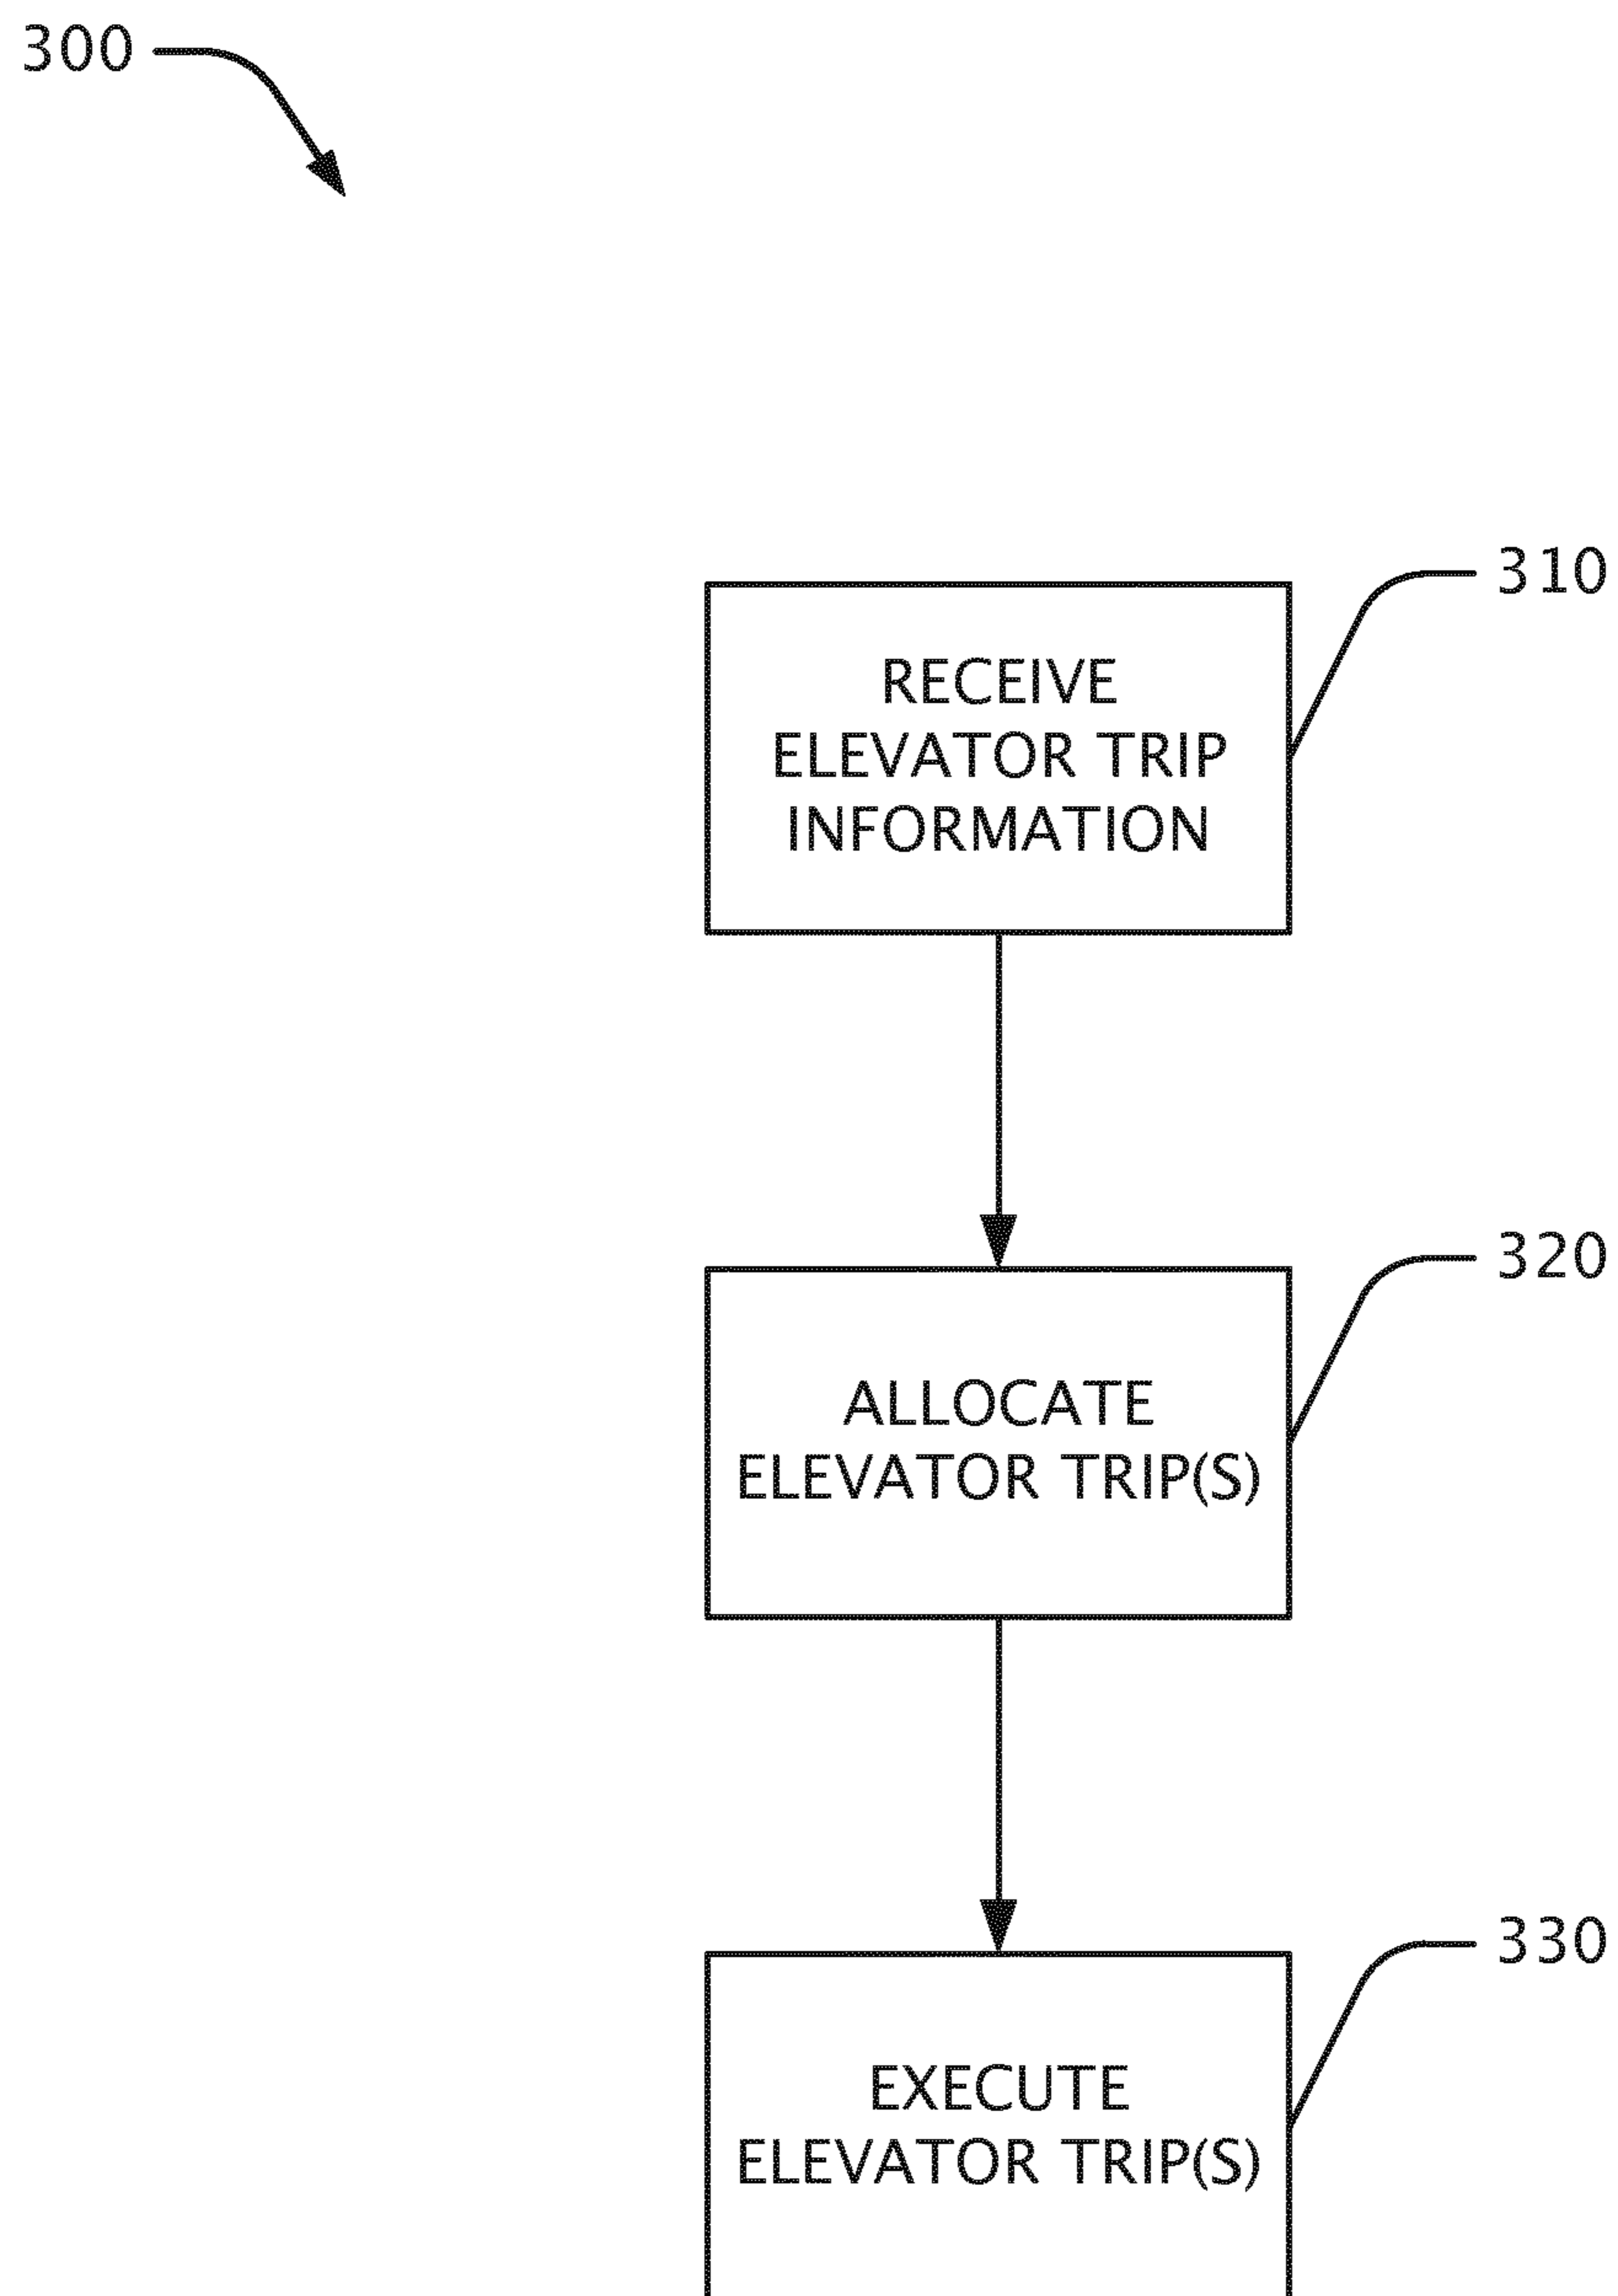 300
310
RECEIVE
ELEVATOR TRIP
INFORMATION
320
ALLOCATE
ELEVATOR TRIP(S)
330
EXECUTE
ELEVATOR TRIP(S)